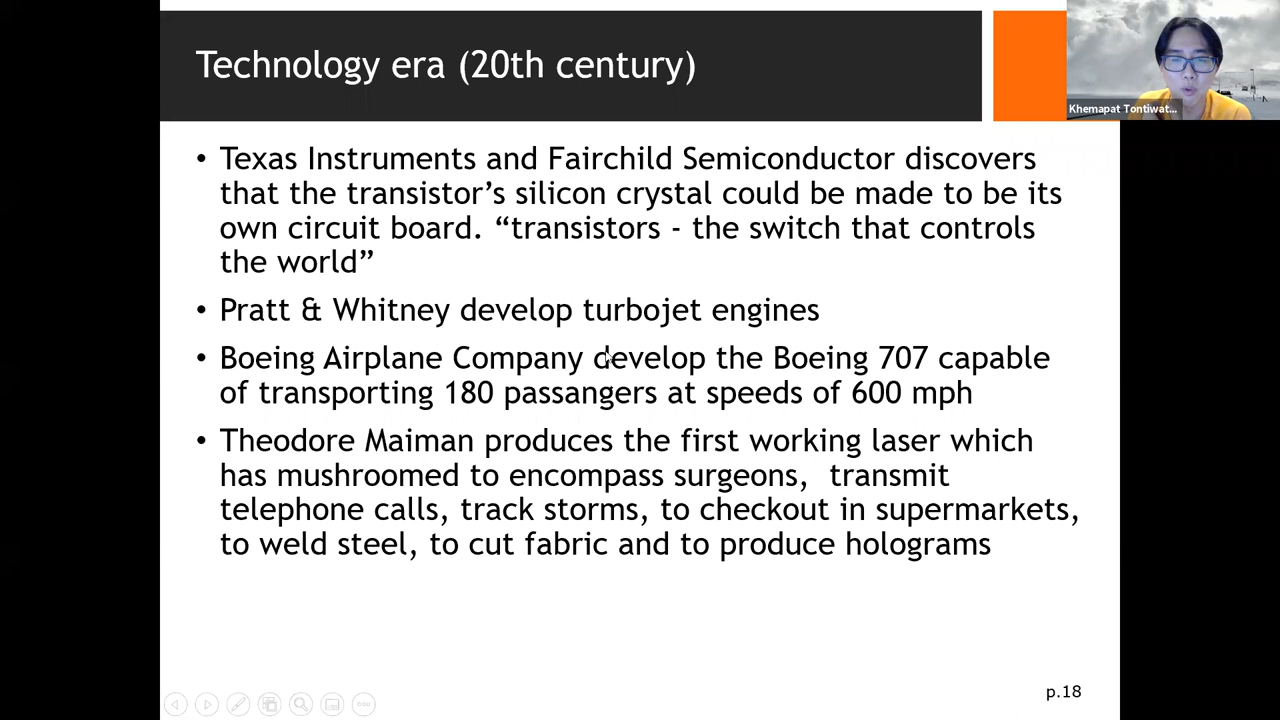 Technology era (20th century)
Khemapat Tontiwat...
• Texas Instruments and Fairchild Semiconductor discovers
that the transistor’s silicon crystal could be made to be its
own circuit board. “transistors - the switch that controls
the world”
• Pratt & Whitney develop turbojet engines
• Boeing Airplane Company develop the Boeing 707 capable
of transporting 180 passangers at speeds of 600 mph
• Theodore Maiman produces the first working laser which
has mushroomed to encompass surgeons,  transmit
telephone calls, track storms, to checkout in supermarkets,
to weld steel, to cut fabric and to produce holograms
p.18